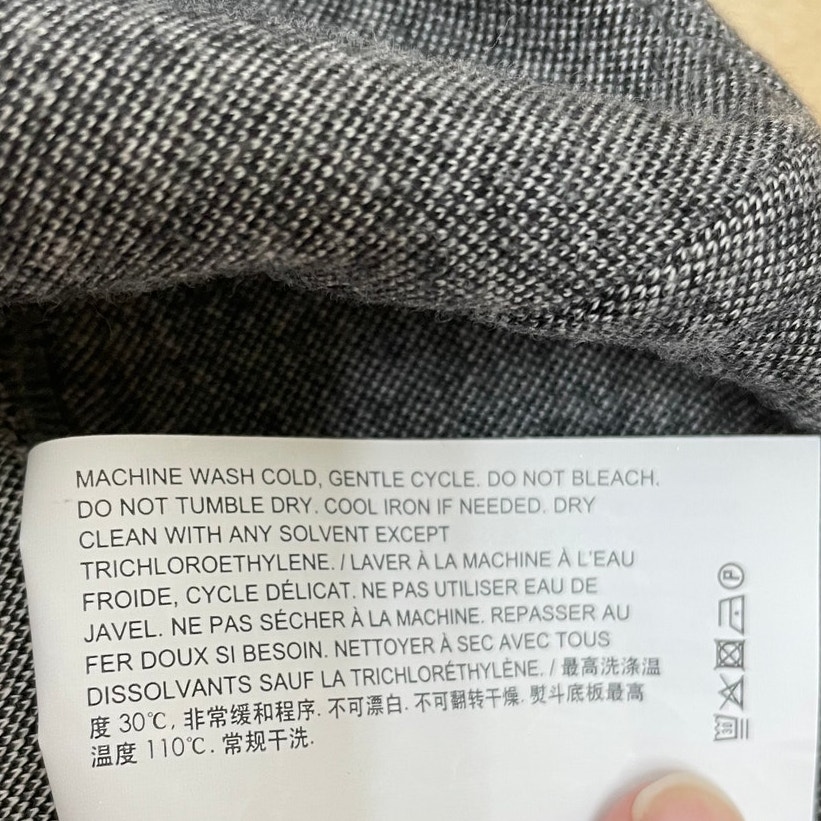 MACHINE WASH COLD, GENTLE CYCLE. DO NOT BLEACH.
DO NOT TUMBLE DRY. COOL IRON IF NEEDED. DRY
CLEAN WITH ANY SOLVENT EXCEPT
TRICHLOROETHYLENE. / LAVER À LA MACHINE À L'EAU
FROIDE, CYCLE DÉLICAT. NE PAS UTILISER EAU DE
JAVEL. NE PAS SÉCHER À LA MACHINE. REPASSER AU
FER DOUX SI BESOIN. NETTOYER À SEC AVEC TOUS
DISSOLVANTS SAUF LA TRICHLORÉTHYLÈNE. / 最高洗涤温
度 30℃, 非常缓和程序. 不可漂白. 不可翻转干燥. 熨斗底板最高
温度 110℃. 常规干洗.
P
30